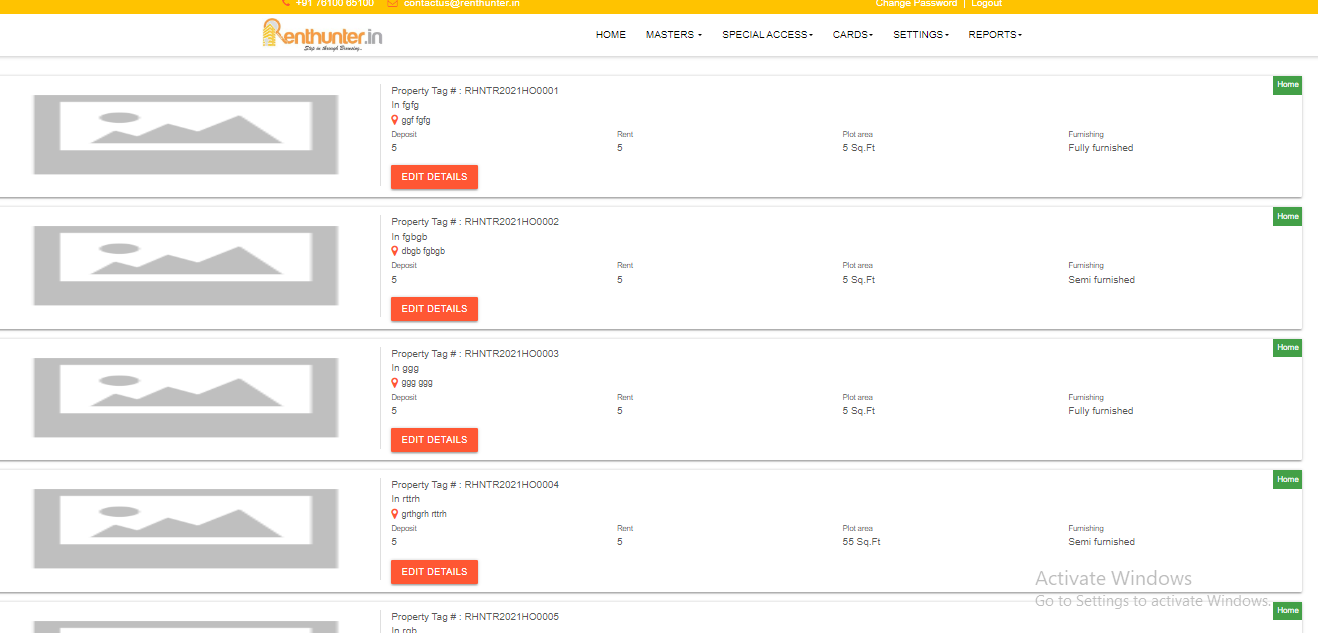 +91 76100 65100 contactus@renthunter.in Change Password | Logout
Renthunter.in
Step in through Browsing...
HOME MASTERS SPECIAL ACCESS CARDS SETTINGS REPORTS
Home
Property Tag # : RHNTR2021HO0001
In fgfg
ggf fgfg
Deposit Rent Plot area Furnishing
5 5 5 Sq.Ft Fully furnished
EDIT DETAILS
Home
Property Tag # : RHNTR2021HO0002
In fgbgb
dbgb fgbgb
Deposit Rent Plot area Furnishing
5 5 5 Sq.Ft Semi furnished
EDIT DETAILS
Home
Property Tag # : RHNTR2021HO0003
In ggg
ggg ggg
Deposit Rent Plot area Furnishing
5 5 5 Sq.Ft Fully furnished
EDIT DETAILS
Home
Property Tag # : RHNTR2021HO0004
In rttrh
grthgrh rttrh
Deposit Rent Plot area Furnishing
5 5 55 Sq.Ft Semi furnished
EDIT DETAILS
Activate Windows
Go to Settings to activate Windows.
Home
Property Tag # : RHNTR2021HO0005
In rgb